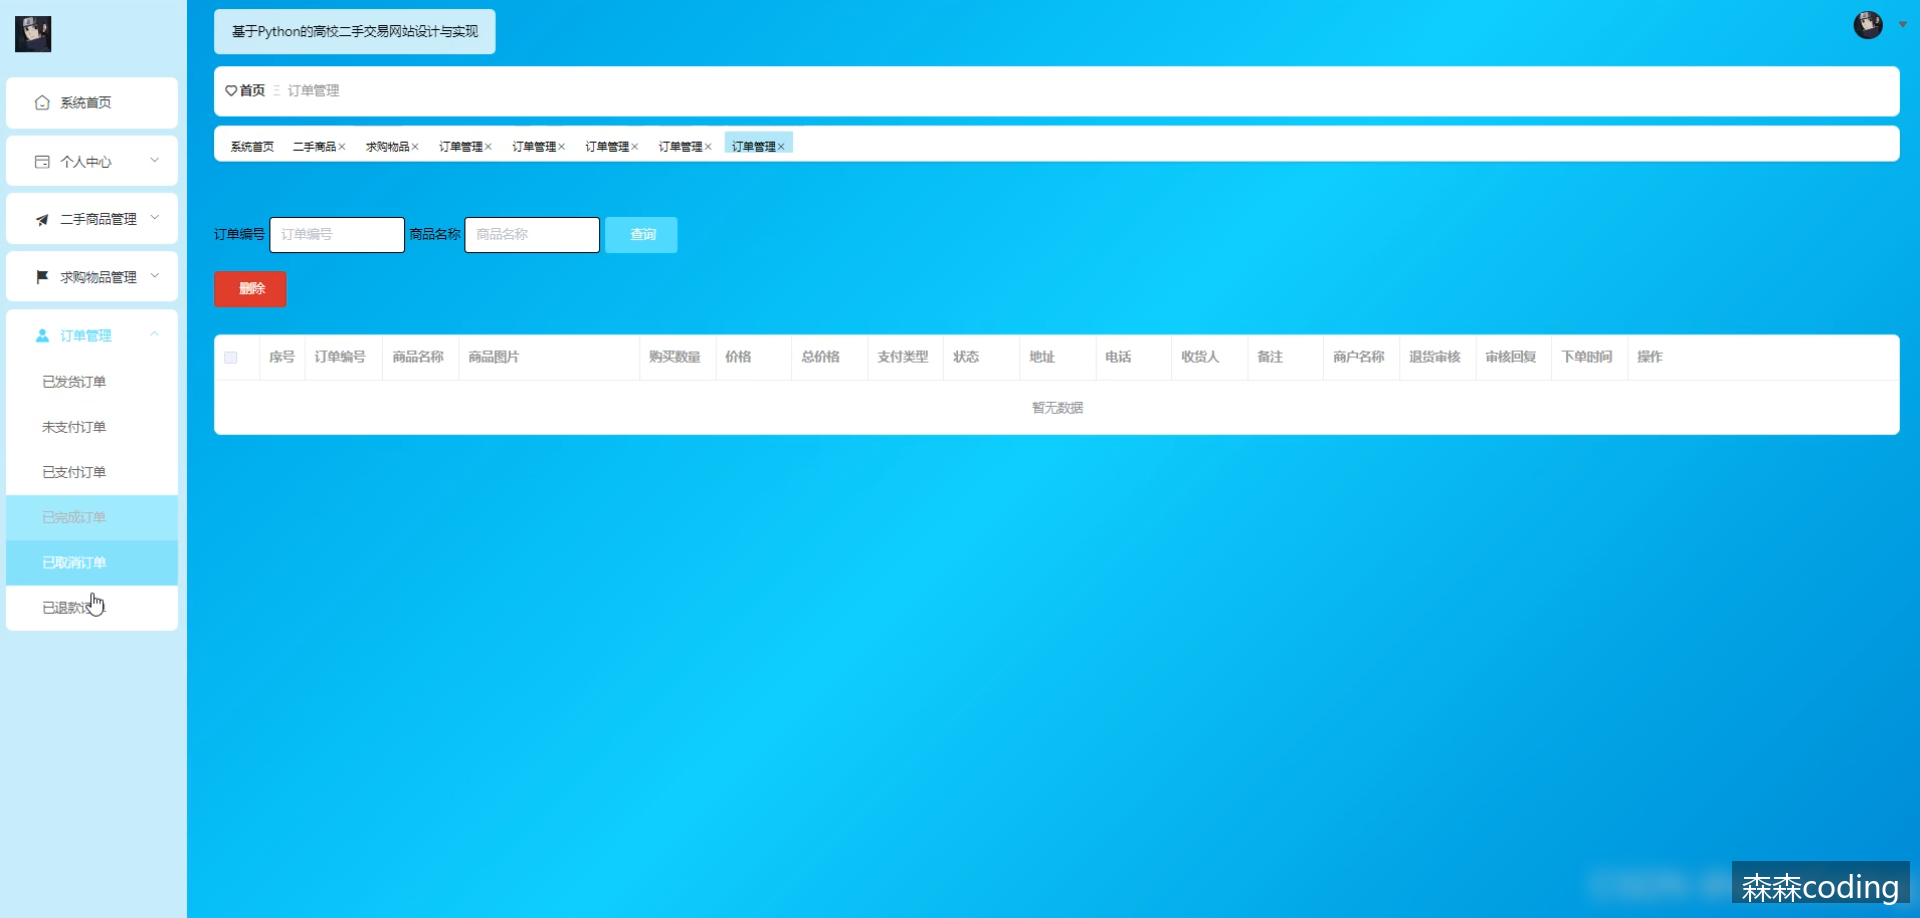 基于Python的高校二手交易网站设计与实现
首页 订单管理
系统首页 二手商品× 求购物品× 订单管理× 订单管理× 订单管理× 订单管理× 订单管理×
系统首页
个人中心
二手商品管理
求购物品管理
订单管理
已发货订单
未支付订单
已支付订单
已完成订单
已取消订单
已退款
订单编号 订单编号 商品名称 商品名称 查询
删除
序号 订单编号 商品名称 商品图片 购买数量 价格 总价格 支付类型 状态 地址 电话 收货人 备注 商户名称 退货审核 审核回复 下单时间 操作
暂无数据
森森coding